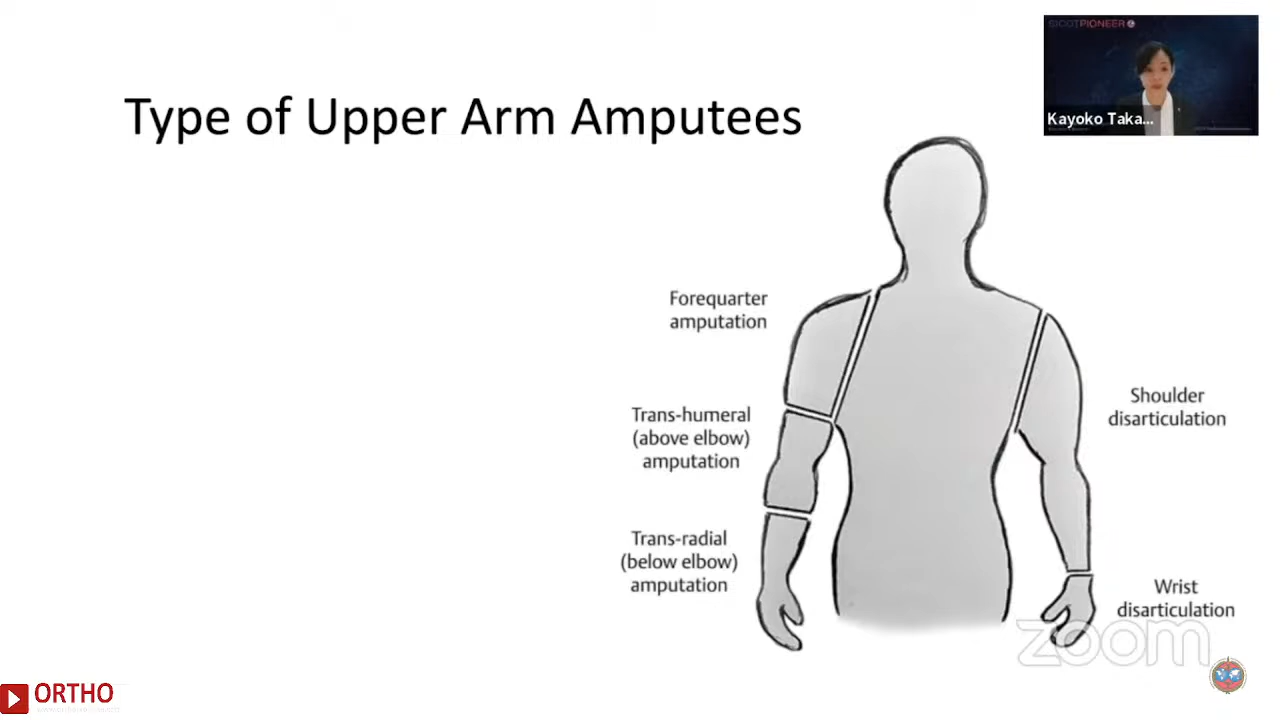 SICOTPIONEER
Kayoko Taka...
Type of Upper Arm Amputees
Forequarter
amputation
Trans-humeral
(above elbow)
amputation
Trans-radial
(below elbow)
amputation
Shoulder
disarticulation
Wrist
disarticulation
zoom
ORTHO